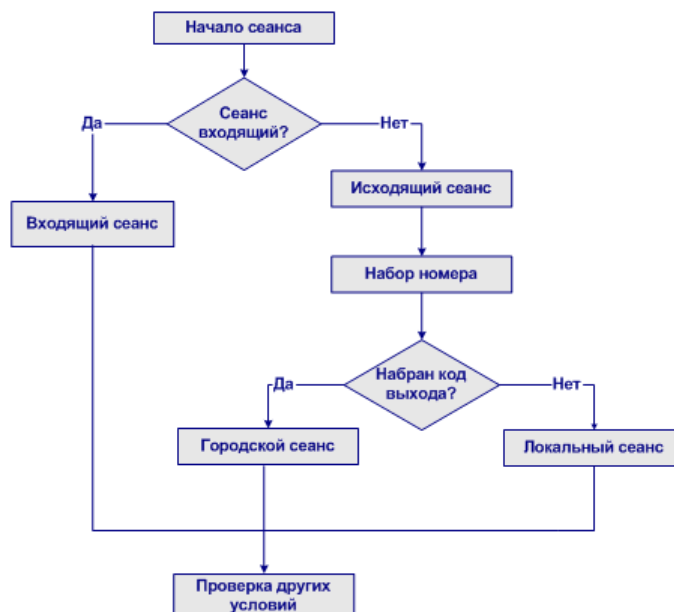 Начало сеанса
Сеанс
входящий?
Да
Нет
Исходящий сеанс
Входящий сеанс
Набор номера
Набран код
выхода?
Да
Нет
Городской сеанс
Локальный сеанс
Проверка других
условий